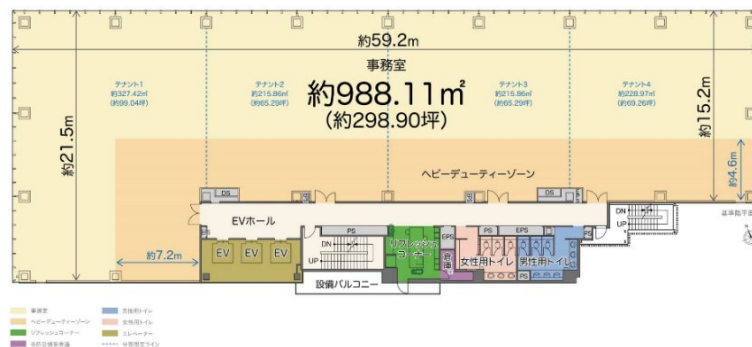 約59.2m
事務室
テナント1
約327.42㎡
(約99.04坪)
テナント2
約215.86㎡
(約65.29坪)
約988.11㎡
(約298.90坪)
テナント3
約215.86㎡
(約65.29坪)
テナント4
約228.97㎡
(約69.26坪)
約21.5m
約15.2m
約4.6m
ヘビーデューティーゾーン
DS
DS
EVホール
PS
EPS
PS
EPS
PS
DN
UP
基準階平面図
約7.2m
EV
EV
EV
DN
UP
リフレッシュ
コーナー
倉庫
女性用トイレ
男性用トイレ
PS
設備バルコニー
事務室
ヘビーデューティーゾーン
リフレッシュコーナー
男性用トイレ
女性用トイレ
エレベーター